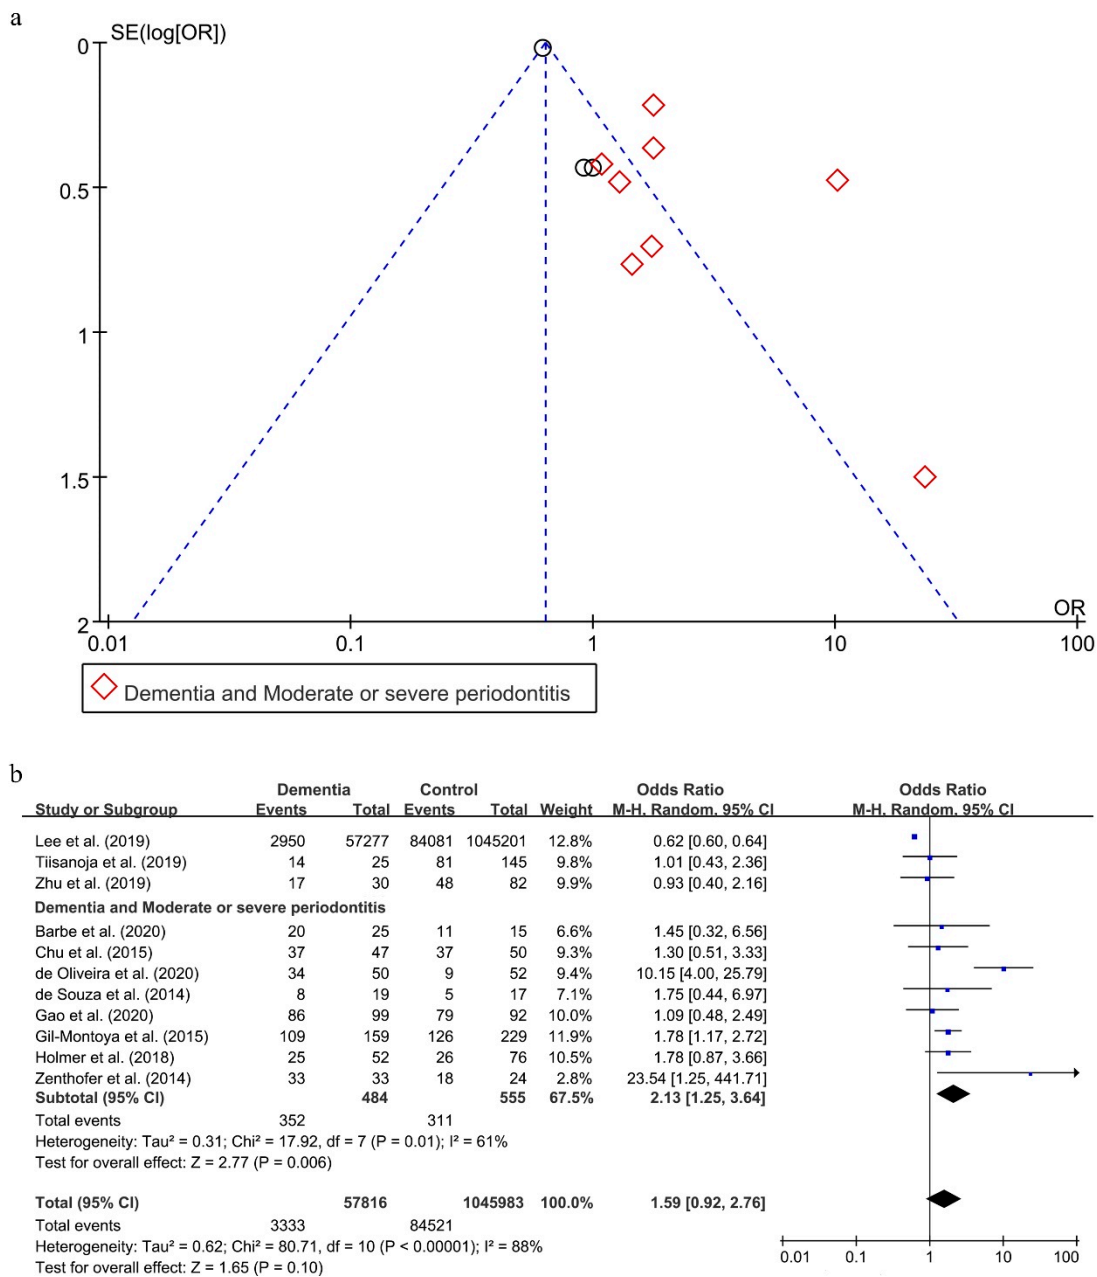 a
SE(log[OR])
0
0.5
1
1.5
2
OR
0.01 0.1 1 10 100
Dementia and Moderate or severe periodontitis
b
Dementia Control Odds Ratio Odds Ratio
Study or Subgroup Events Total Events Total Weight M-H, Random, 95% CI M-H, Random, 95% CI
Lee et al. (2019) 2950 57277 84081 1045201 12.8% 0.62 [0.60, 0.64]
Tiisanoja et al. (2019) 14 25 81 145 9.8% 1.01 [0.43, 2.36]
Zhu et al. (2019) 17 30 48 82 9.9% 0.93 [0.40, 2.16]
Dementia and Moderate or severe periodontitis
Barbe et al. (2020) 20 25 11 15 6.6% 1.45 [0.32, 6.56]
Chu et al. (2015) 37 47 37 50 9.3% 1.30 [0.51, 3.33]
de Oliveira et al. (2020) 34 50 9 52 9.4% 10.15 [4.00, 25.79]
de Souza et al. (2014) 8 19 5 17 7.1% 1.75 [0.44, 6.97]
Gao et al. (2020) 86 99 79 92 10.0% 1.09 [0.48, 2.49]
Gil-Montoya et al. (2015) 109 159 126 229 11.9% 1.78 [1.17, 2.72]
Holmer et al. (2018) 25 52 26 76 10.5% 1.78 [0.87, 3.66]
Zenthofer et al. (2014) 33 33 18 24 2.8% 23.54 [1.25, 441.71]
Subtotal (95% CI) 484 555 67.5% 2.13 [1.25, 3.64]
Total events 352 311
Heterogeneity: Tau² = 0.31; Chi² = 17.92, df = 7 (P = 0.01); I² = 61%
Test for overall effect: Z = 2.77 (P = 0.006)
Total (95% CI) 57816 1045983 100.0% 1.59 [0.92, 2.76]
Total events 3333 84521
Heterogeneity: Tau² = 0.62; Chi² = 80.71, df = 10 (P < 0.00001); I² = 88%
Test for overall effect: Z = 1.65 (P = 0.10)
0.01 0.1 1 10 100